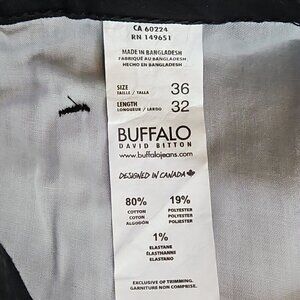 CA 60224
RN 149651
MADE IN BANGLADESH
FABRIQUÉ AU BANGLADESH
HECHO EN BANGLADESH
SIZE 36
TAILLE / TALLA
LENGTH 32
LONGUEUR / LARGO
BUFFALO
DAVID BITTON
www.buffalojeans.com
DESIGNED IN CANADA
80% 19%
COTTON POLYESTER
COTON POLYESTER
ALGODÓN POLIÉSTER
1%
ELASTANE
ÉLASTHANNE
ELASTANO
EXCLUSIVE OF TRIMMING.
GARNITURE NON COMPRISE.